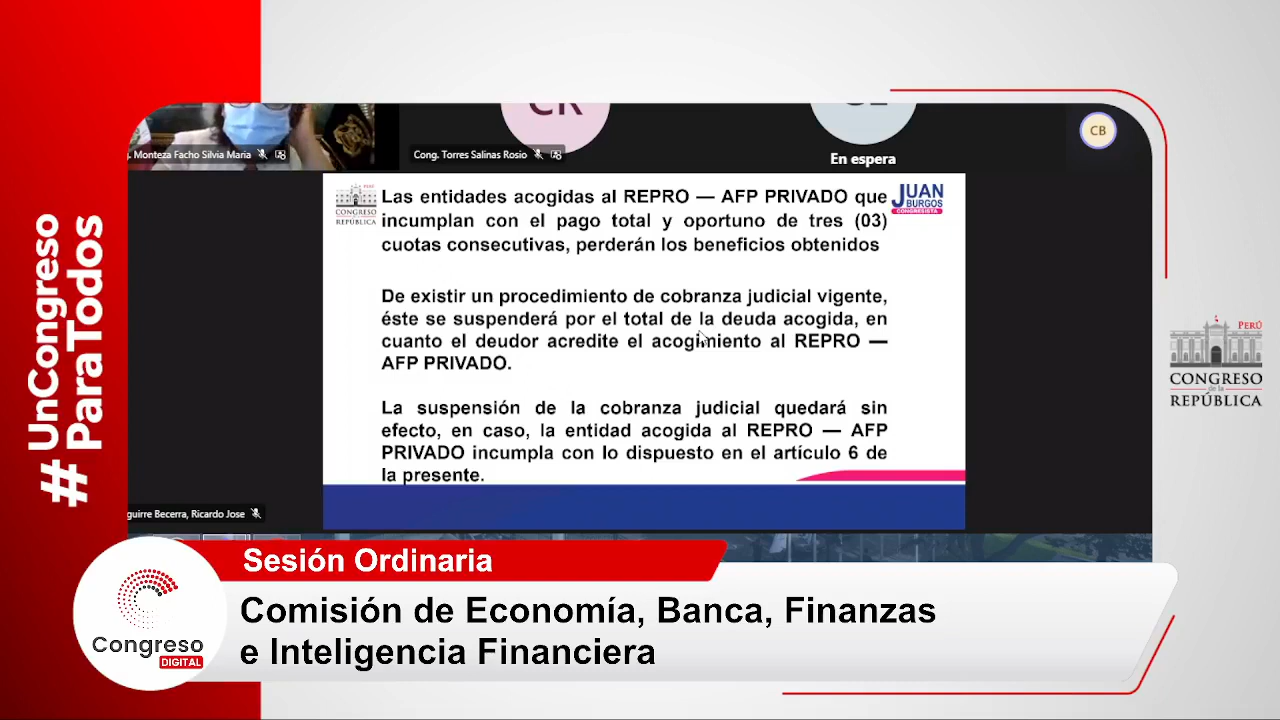 #UnCongreso
ParaTodos
CR
CB
. Monteza Facho Silvia Maria
Cong. Torres Salinas Rosio
En espera
PERÚ
CONGRESO
REPÚBLICA
JUAN
BURGOS
CONGRESISTA
Las entidades acogidas al REPRO — AFP PRIVADO que
incumplan con el pago total y oportuno de tres (03)
cuotas consecutivas, perderán los beneficios obtenidos
De existir un procedimiento de cobranza judicial vigente,
éste se suspenderá por el total de la deuda acogida, en
cuanto el deudor acredite el acogimiento al REPRO —
AFP PRIVADO.
La suspensión de la cobranza judicial quedará sin
efecto, en caso, la entidad acogida al REPRO — AFP
PRIVADO incumpla con lo dispuesto en el artículo 6 de
la presente.
guirre Becerra, Ricardo Jose
PERÚ
CONGRESO
de la
REPÚBLICA
Sesión Ordinaria
Comisión de Economía, Banca, Finanzas
e Inteligencia Financiera
Congreso
DIGITAL